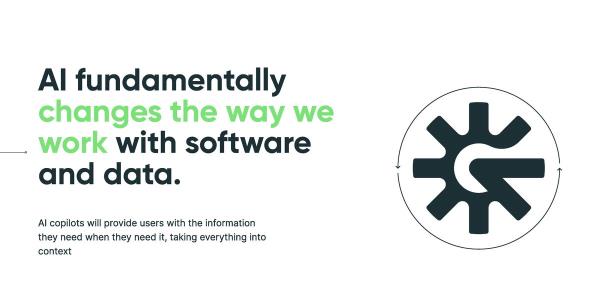 AI fundamentally
changes the way we
work with software
and data.
AI copilots will provide users with the information
they need when they need it, taking everything into
context